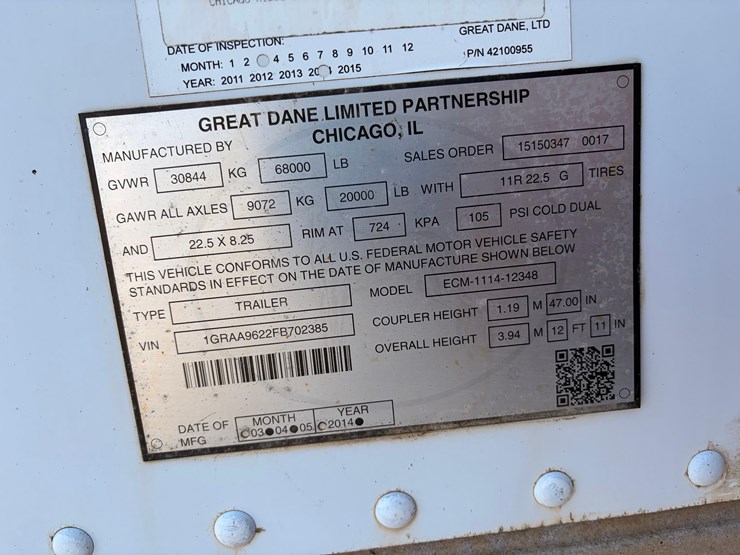 GREAT DANE, LTD
DATE OF INSPECTION:
MONTH: 1 2 4 5 6 7 8 9 10 11 12
P/N 42100955
YEAR: 2011 2012 2013 2015
GREAT DANE LIMITED PARTNERSHIP
CHICAGO, IL
MANUFACTURED BY
SALES ORDER 15150347 0017
GVWR 30844 KG 68000 LB
GAWR ALL AXLES 9072 KG 20000 LB WITH 11R 22.5 G TIRES
AND 22.5 X 8.25 RIM AT 724 KPA 105 PSI COLD DUAL
THIS VEHICLE CONFORMS TO ALL U.S. FEDERAL MOTOR VEHICLE SAFETY
STANDARDS IN EFFECT ON THE DATE OF MANUFACTURE SHOWN BELOW
TYPE TRAILER MODEL ECM-1114-12348
VIN 1GRAA9622FB702385 COUPLER HEIGHT 1.19 M 47.00 IN
OVERALL HEIGHT 3.94 M 12 FT 11 IN
DATE OF MFG MONTH YEAR
03 04 05 2014